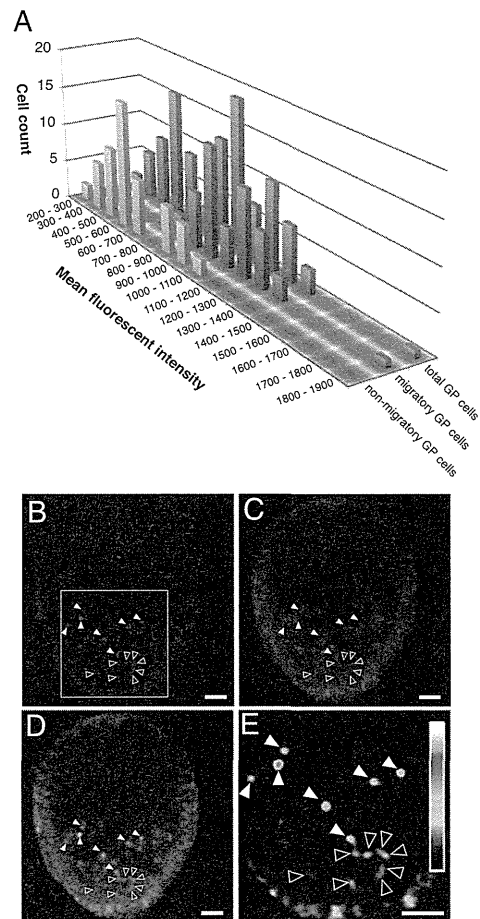 A
20
15
10
5
0
Cell count
200 - 300
300 - 400
400 - 500
500 - 600
600 - 700
700 - 800
800 - 900
900 - 1000
1000 - 1100
1100 - 1200
1200 - 1300
1300 - 1400
1400 - 1500
1500 - 1600
1600 - 1700
1700 - 1800
1800 - 1900
Mean fluorescent intensity
total GP cells
migratory GP cells
non-migratory GP cells
B
C
D
E